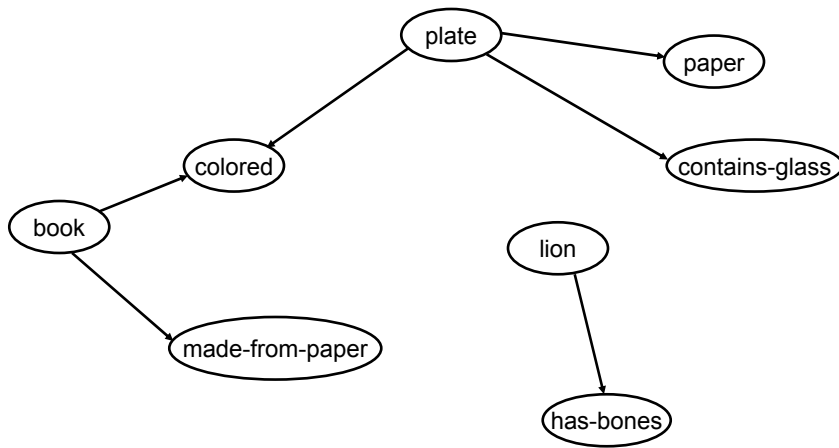 plate
paper
colored
contains-glass
book
lion
made-from-paper
has-bones